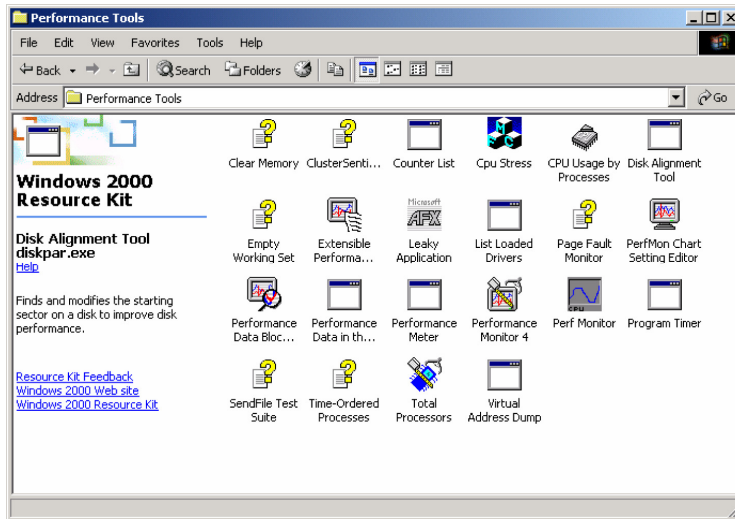 Performance Tools
File Edit View Favorites Tools Help
Back Search Folders
Address Performance Tools Go
Windows 2000
Resource Kit
Disk Alignment Tool
diskpar.exe
Help
Finds and modifies the starting
sector on a disk to improve disk
performance.
Resource Kit Feedback
Windows 2000 Web site
Windows 2000 Resource Kit
Clear Memory ClusterSenti... Counter List Cpu Stress CPU Usage by Disk Alignment
Processes Tool
Microsoft
AFX
Empty Extensible Leaky List Loaded Page Fault PerfMon Chart
Working Set Performa... Application Drivers Monitor Setting Editor
CPU
Performance Performance Performance Performance Perf Monitor Program Timer
Data Bloc... Data in th... Meter Monitor 4
SendFile Test Time-Ordered Total Virtual
Suite Processes Processors Address Dump